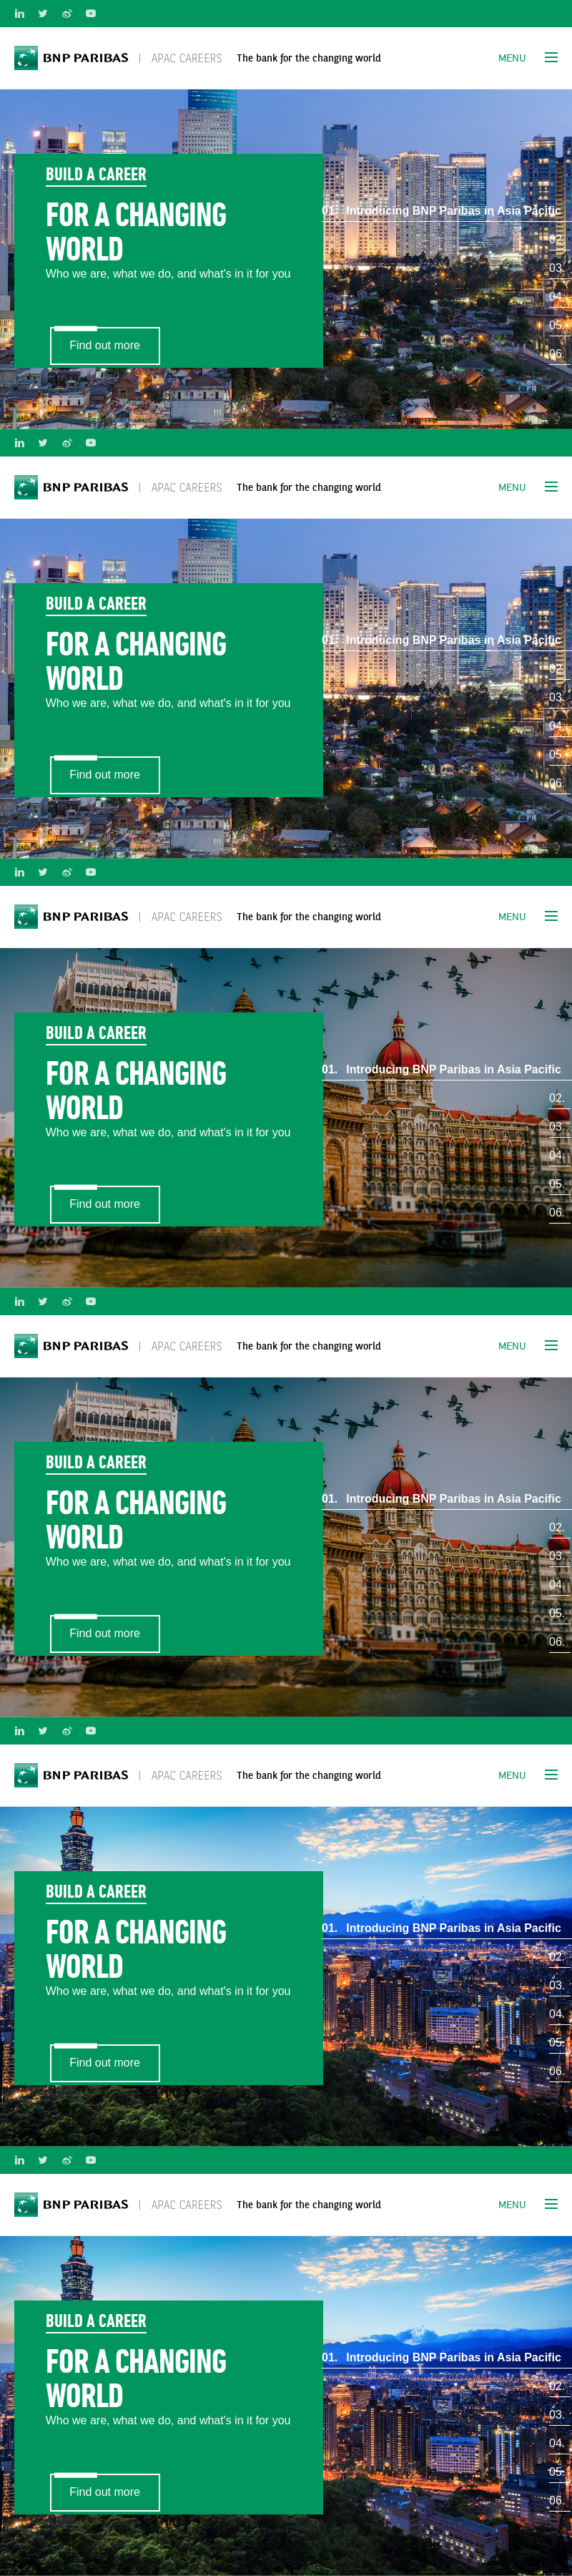 BNP PARIBAS | APAC CAREERS The bank for the changing world MENU
BUILD A CAREER
FOR A CHANGING
WORLD
Who we are, what we do, and what's in it for you
Find out more
01. Introducing BNP Paribas in Asia Pacific
02.
03.
04.
05.
06.
BNP PARIBAS | APAC CAREERS The bank for the changing world MENU
BUILD A CAREER
FOR A CHANGING
WORLD
Who we are, what we do, and what's in it for you
Find out more
01. Introducing BNP Paribas in Asia Pacific
02.
03.
04.
05.
06.
BNP PARIBAS | APAC CAREERS The bank for the changing world MENU
BUILD A CAREER
FOR A CHANGING
WORLD
Who we are, what we do, and what's in it for you
Find out more
01. Introducing BNP Paribas in Asia Pacific
02.
03.
04.
05.
06.
BNP PARIBAS | APAC CAREERS The bank for the changing world MENU
BUILD A CAREER
FOR A CHANGING
WORLD
Who we are, what we do, and what's in it for you
Find out more
01. Introducing BNP Paribas in Asia Pacific
02.
03.
04.
05.
06.
BNP PARIBAS | APAC CAREERS The bank for the changing world MENU
BUILD A CAREER
FOR A CHANGING
WORLD
Who we are, what we do, and what's in it for you
Find out more
01. Introducing BNP Paribas in Asia Pacific
02.
03.
04.
05.
06.
BNP PARIBAS | APAC CAREERS The bank for the changing world MENU
BUILD A CAREER
FOR A CHANGING
WORLD
Who we are, what we do, and what's in it for you
Find out more
01. Introducing BNP Paribas in Asia Pacific
02.
03.
04.
05.
06.